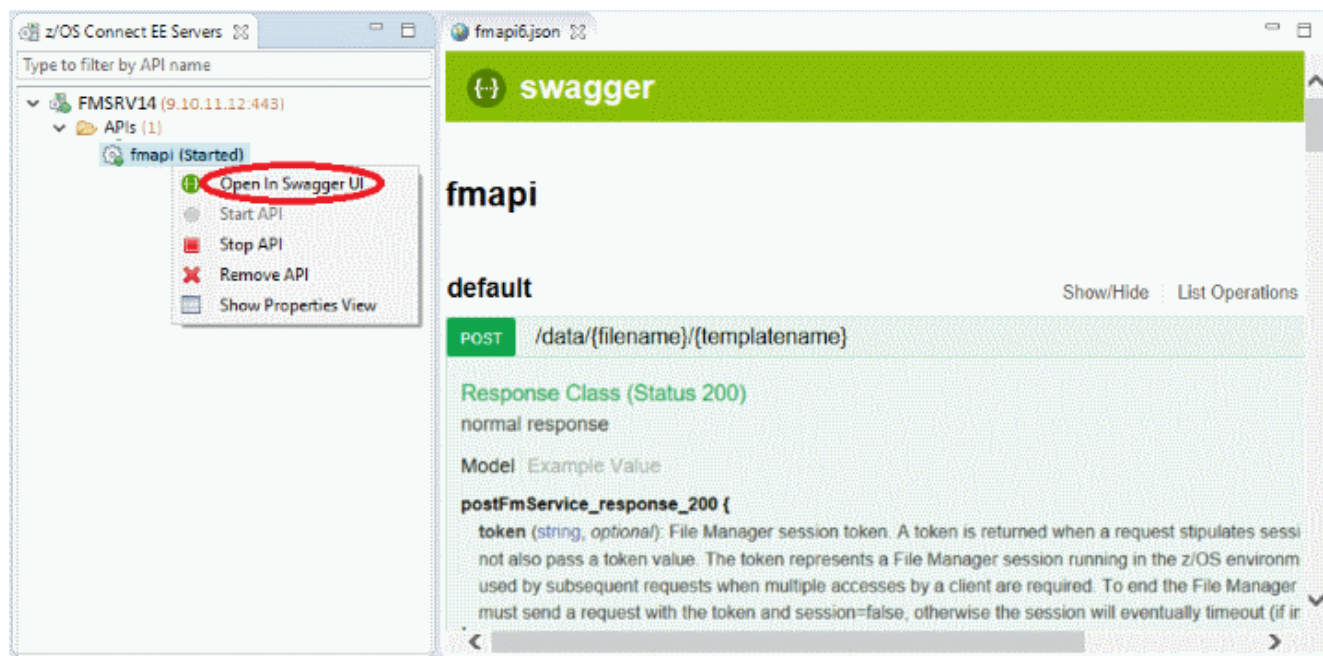 z/OS Connect EE Servers
Type to filter by API name
FMSRV14 (9.10.11.12:443)
APIs (1)
fmapi (Started)
Open In Swagger UI
Start API
Stop API
Remove API
Show Properties View
fmapi6.json
{··} swagger
fmapi
default
Show/Hide List Operations
POST /data/{filename}/{templatename}
Response Class (Status 200)
normal response
Model Example Value
postFmService_response_200 {
token (string, optional): File Manager session token. A token is returned when a request stipulates sessi
not also pass a token value. The token represents a File Manager session running in the z/OS environm
used by subsequent requests when multiple accesses by a client are required. To end the File Manager
must send a request with the token and session=false, otherwise the session will eventually timeout (if ir